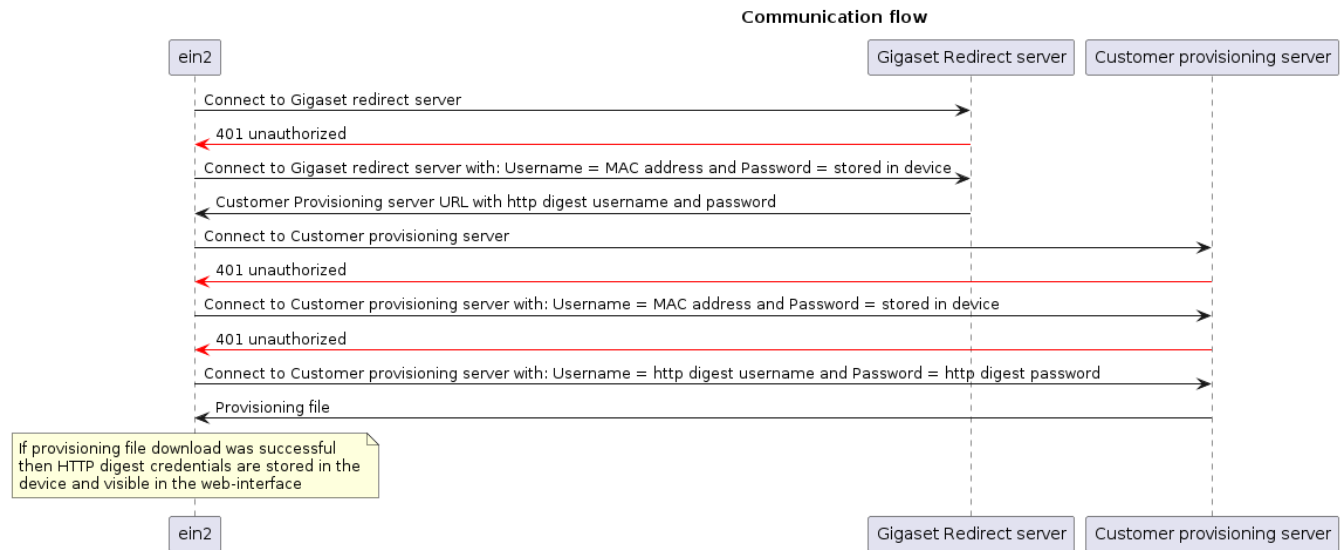 Communication flow
ein2
Gigaset Redirect server
Customer provisioning server
Connect to Gigaset redirect server
401 unauthorized
Connect to Gigaset redirect server with: Username = MAC address and Password = stored in device
Customer Provisioning server URL with http digest username and password
Connect to Customer provisioning server
401 unauthorized
Connect to Customer provisioning server with: Username = MAC address and Password = stored in device
401 unauthorized
Connect to Customer provisioning server with: Username = http digest username and Password = http digest password
Provisioning file
If provisioning file download was successful
then HTTP digest credentials are stored in the
device and visible in the web-interface
ein2
Gigaset Redirect server
Customer provisioning server